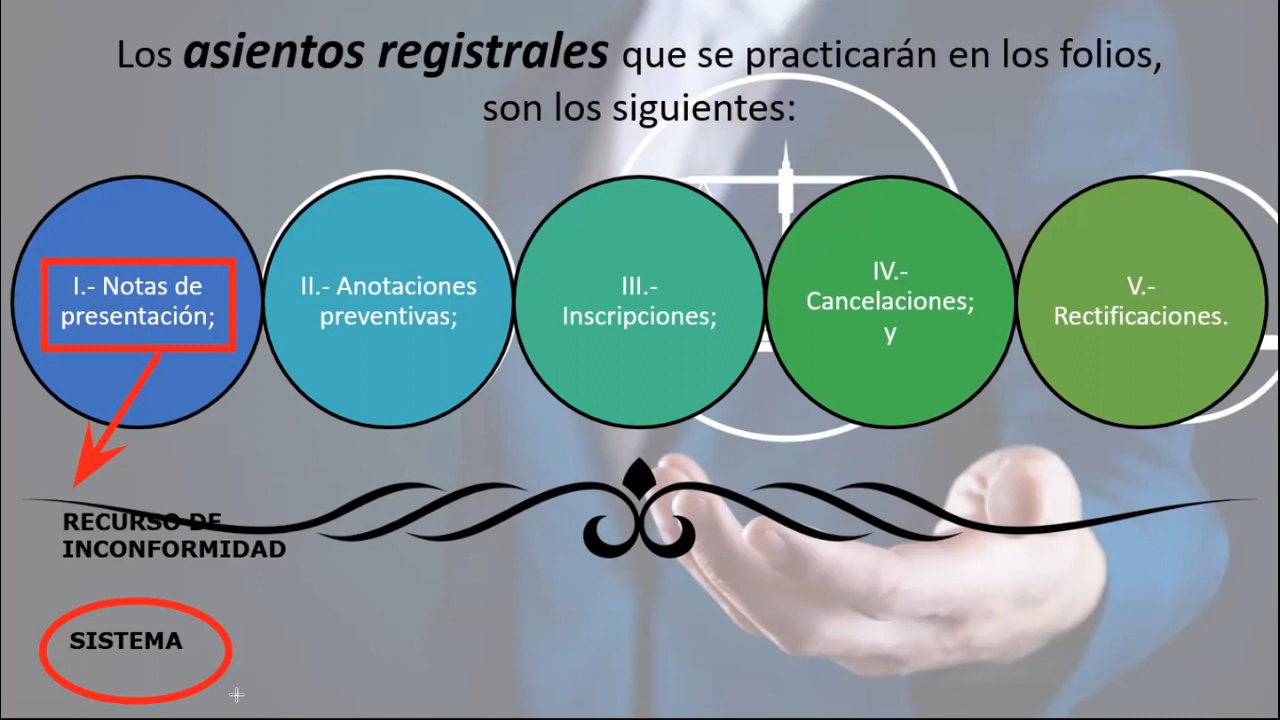 Los asientos registrales que se practicarán en los folios,
son los siguientes:
I.- Notas de
presentación;
II.- Anotaciones
preventivas;
III.-
Inscripciones;
IV.-
Cancelaciones;
y
V.-
Rectificaciones.
RECURSO DE
INCONFORMIDAD
SISTEMA